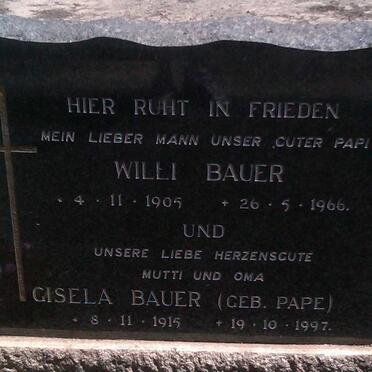 HIER RUHT IN FRIEDEN
MEIN LIEBER MANN UNSER GUTER PAPI
WILLI BAUER
* 4 · 11 · 1905 + 26 · 5 · 1966.
UND
UNSERE LIEBE HERZENSGUTE
MUTTI UND OMA
GISELA BAUER (GEB. PAPE)
* 8 · 11 · 1915 + 19 · 10 · 1997.